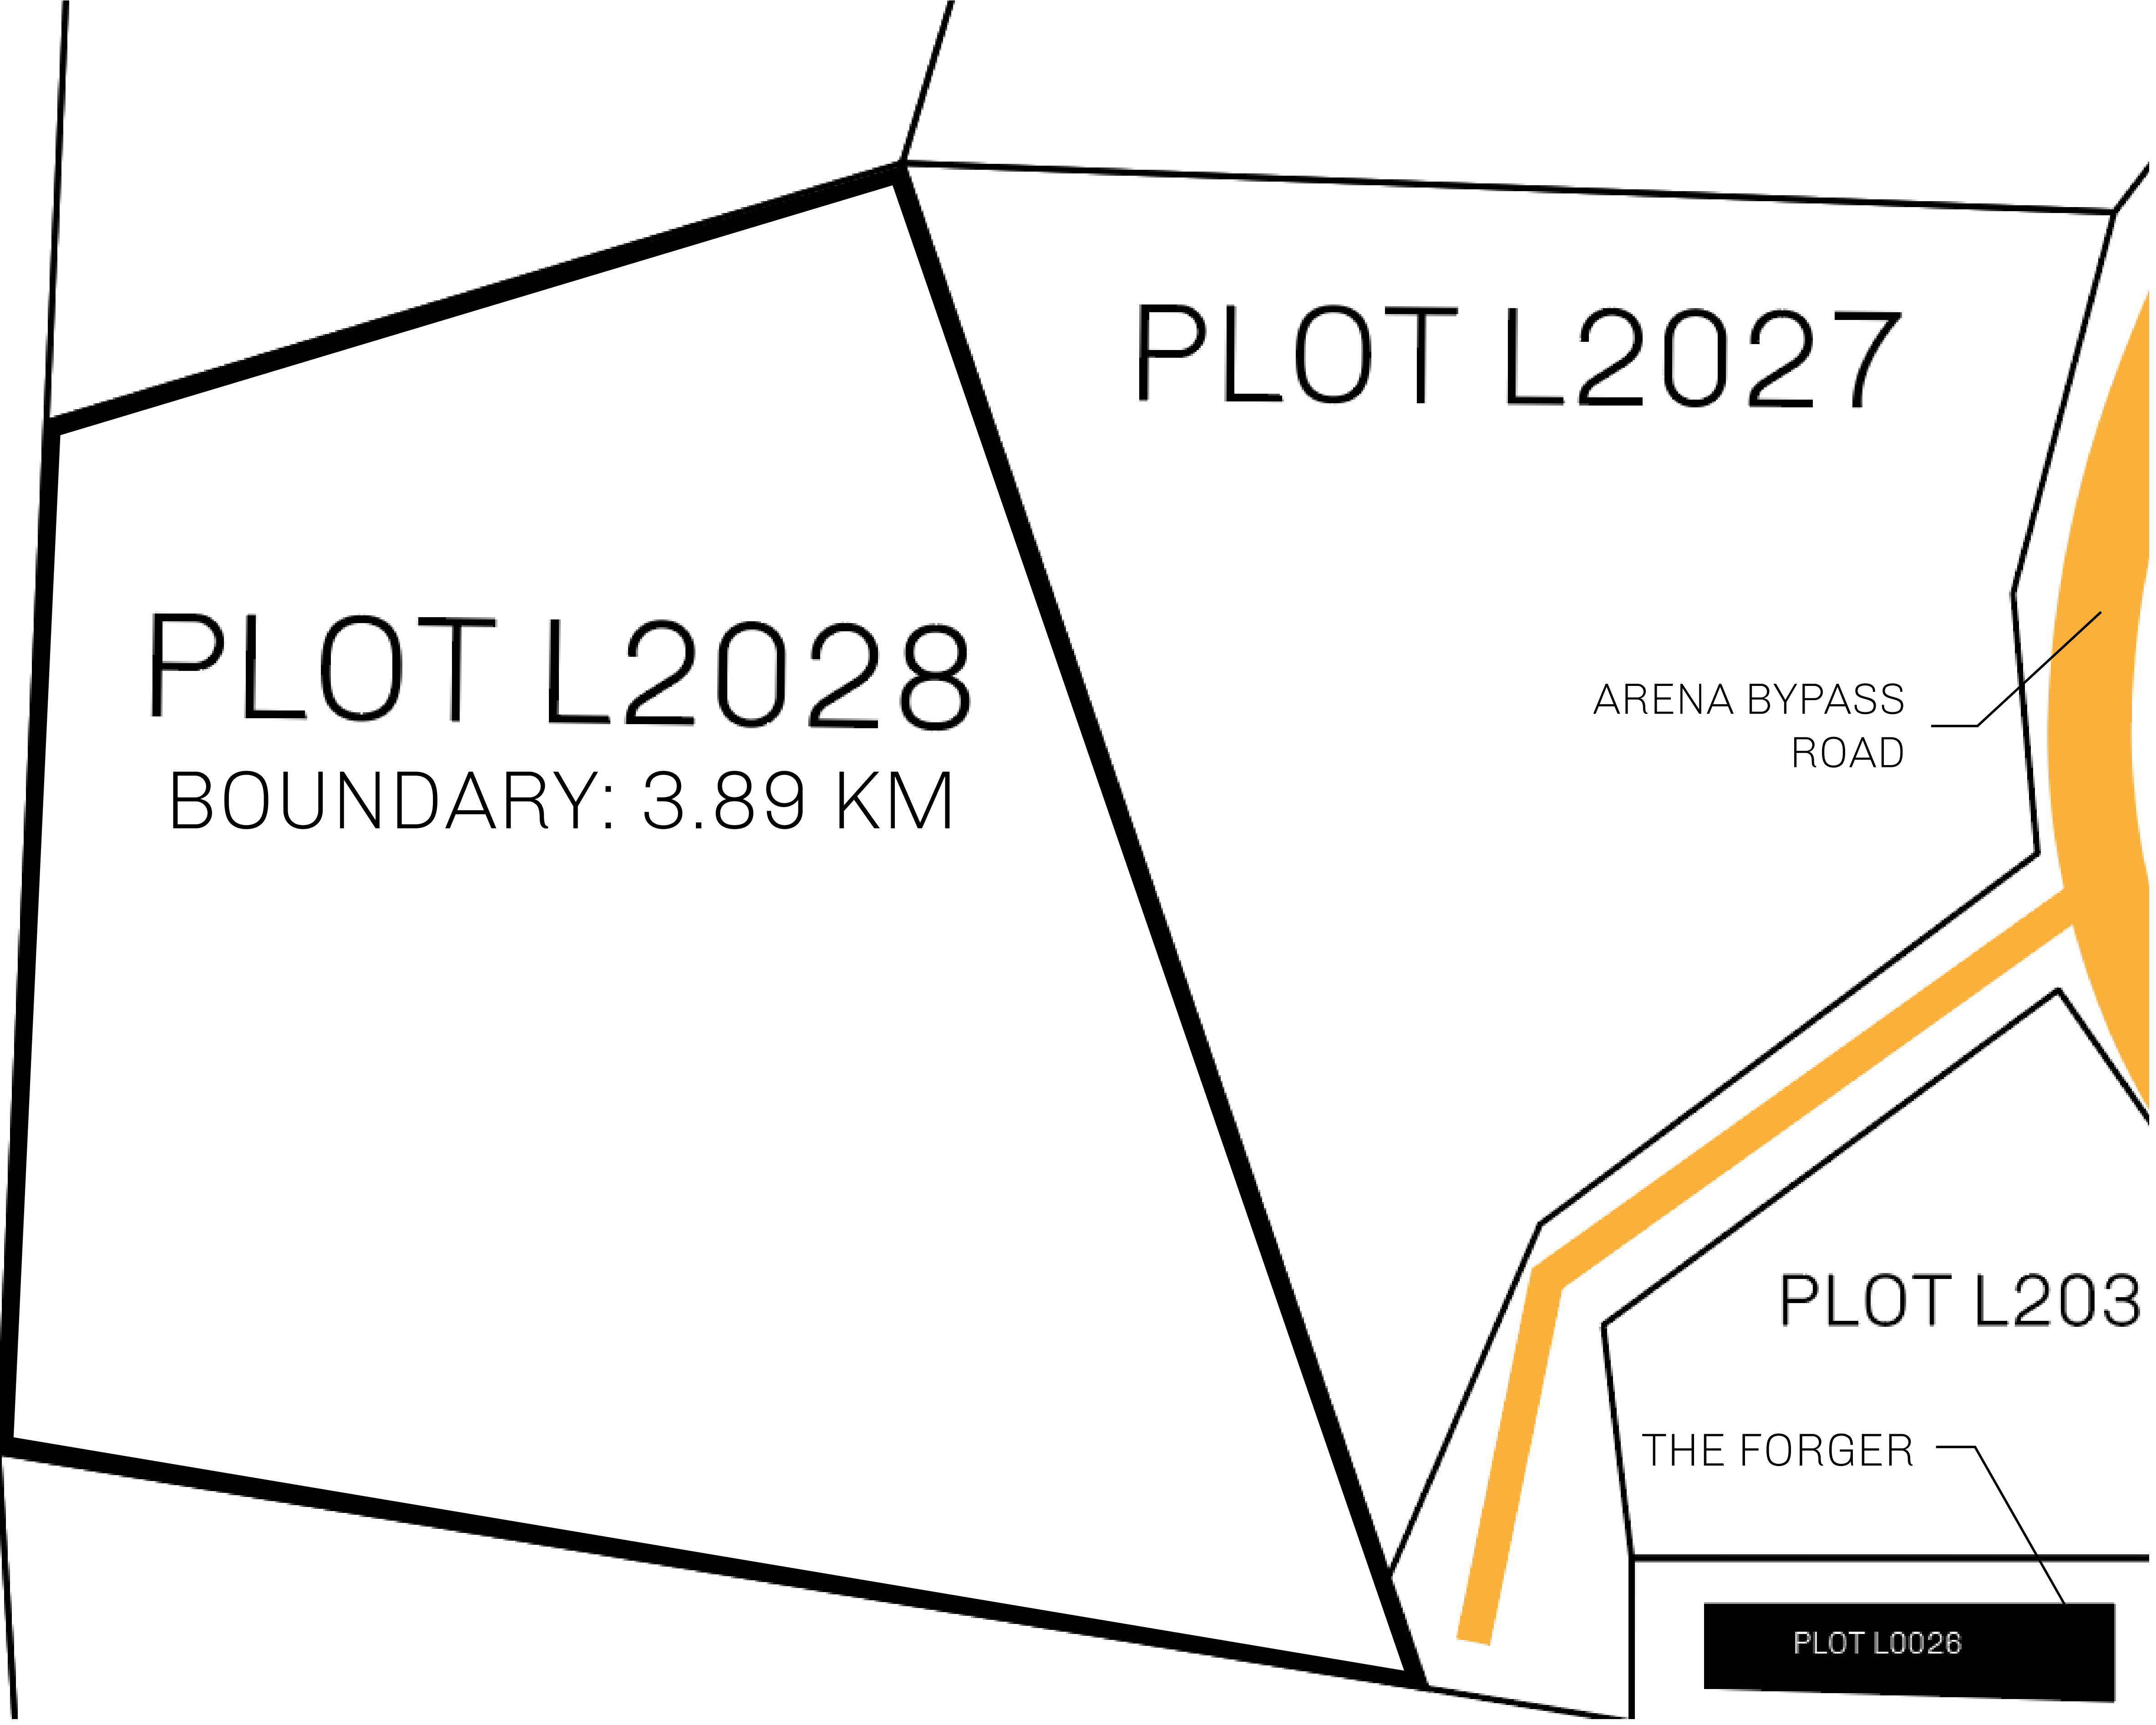 PLOT L2027
PLOT L2028
BOUNDARY: 3.89 KM
ARENA BYPASS
ROAD
PLOT L203
THE FORGER
PLOT L0026